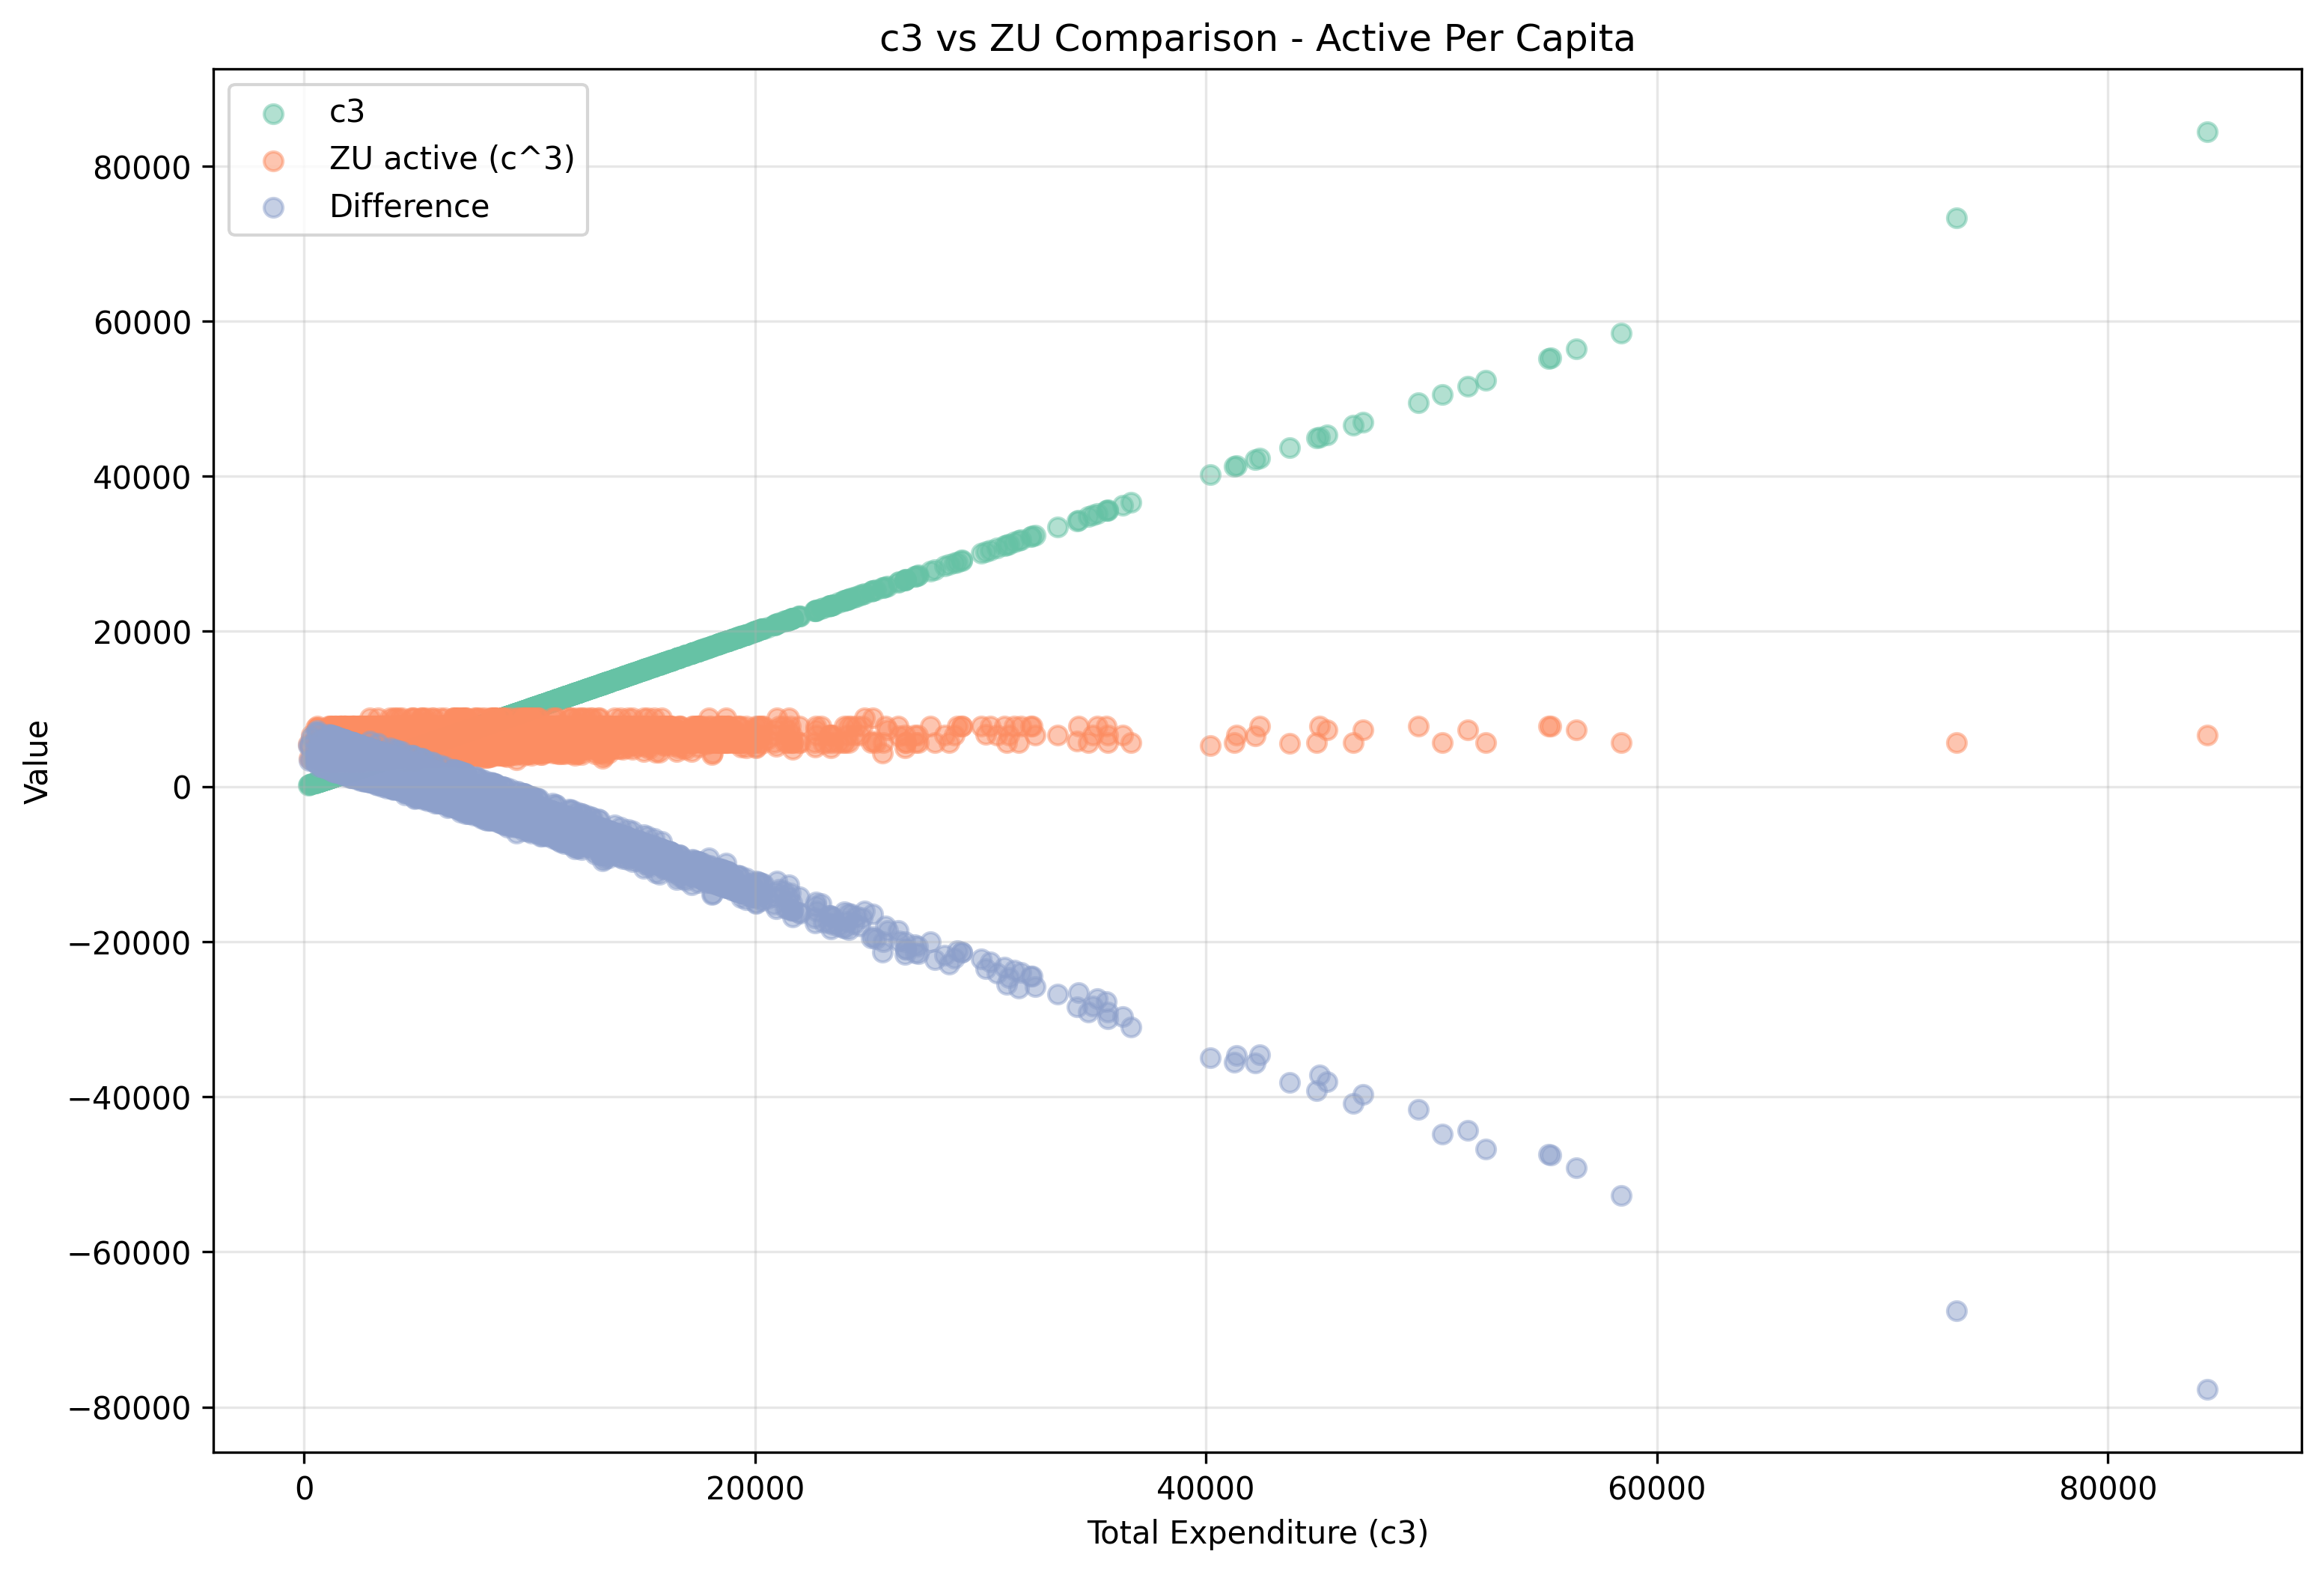 c3 vs ZU Comparison - Active Per Capita
c3
ZU active (c^3)
Difference
80000
60000
40000
20000
0
−20000
−40000
−60000
−80000
Value
0 20000 40000 60000 80000
Total Expenditure (c3)